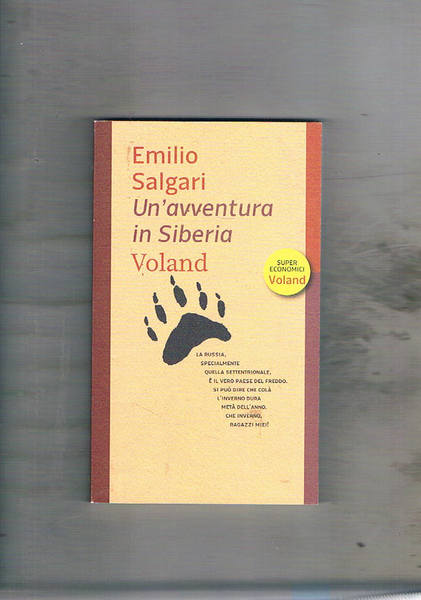 Emilio
Salgari
Un'avventura
in Siberia
Voland
SUPER
ECONOMICI
Voland
LA RUSSIA,
SPECIALMENTE
QUELLA SETTENTRIONALE,
È IL VERO PAESE DEL FREDDO.
SI PUÒ DIRE CHE COLÀ
L'INVERNO DURA
METÀ DELL'ANNO.
CHE INVERNO,
RAGAZZI MIEI!